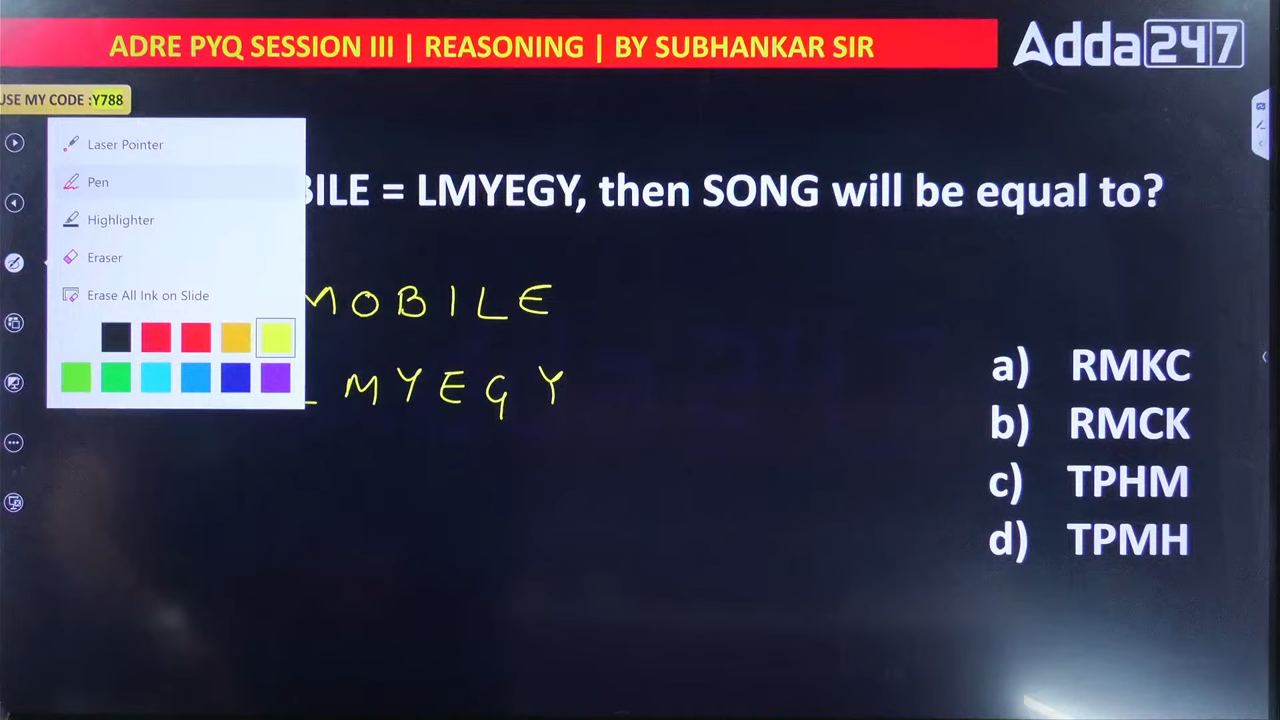 ADRE PYQ SESSION III | REASONING | BY SUBHANKAR SIR
Adda247
USE MY CODE :Y788
Laser Pointer
Pen
Highlighter
Eraser
Erase All Ink on Slide
BILE = LMYEGY, then SONG will be equal to?
MOBILE
MYEGY
a) RMKC
b) RMCK
c) TPHM
d) TPMH